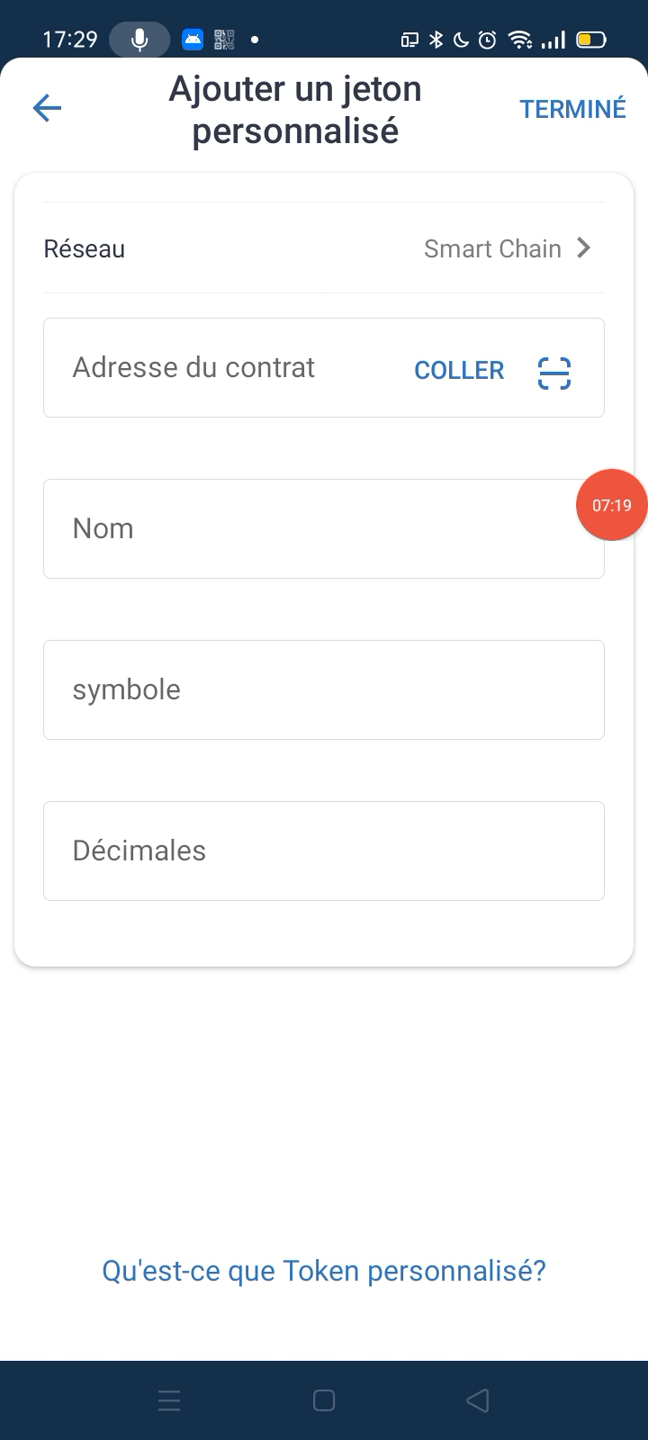 17:29
Ajouter un jeton
personnalisé
TERMINÉ
Réseau
Smart Chain
Adresse du contrat
COLLER
07:19
Nom
symbole
Décimales
Qu'est-ce que Token personnalisé?